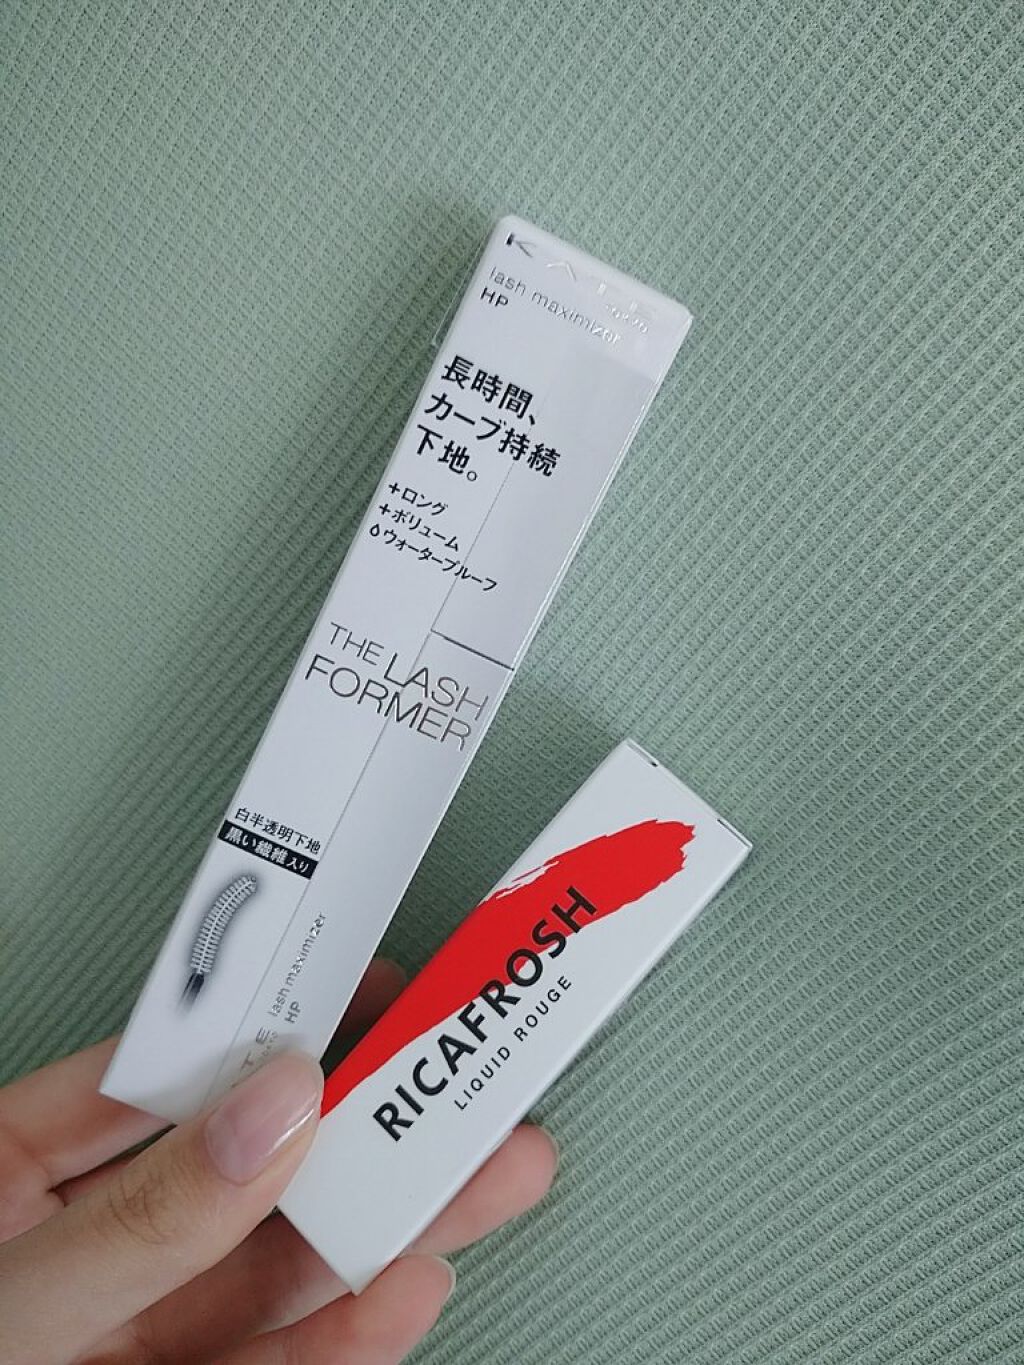 KATE
TOKYO
lash maximizer
HP
長時間、
カーブ持続
下地。
+ロング
+ボリューム
ウォータープルーフ
THE LASH
FORMER
白半透明下地
黒い繊維入り
lash maximizer
HP
RICAFROSH
LIQUID ROUGE